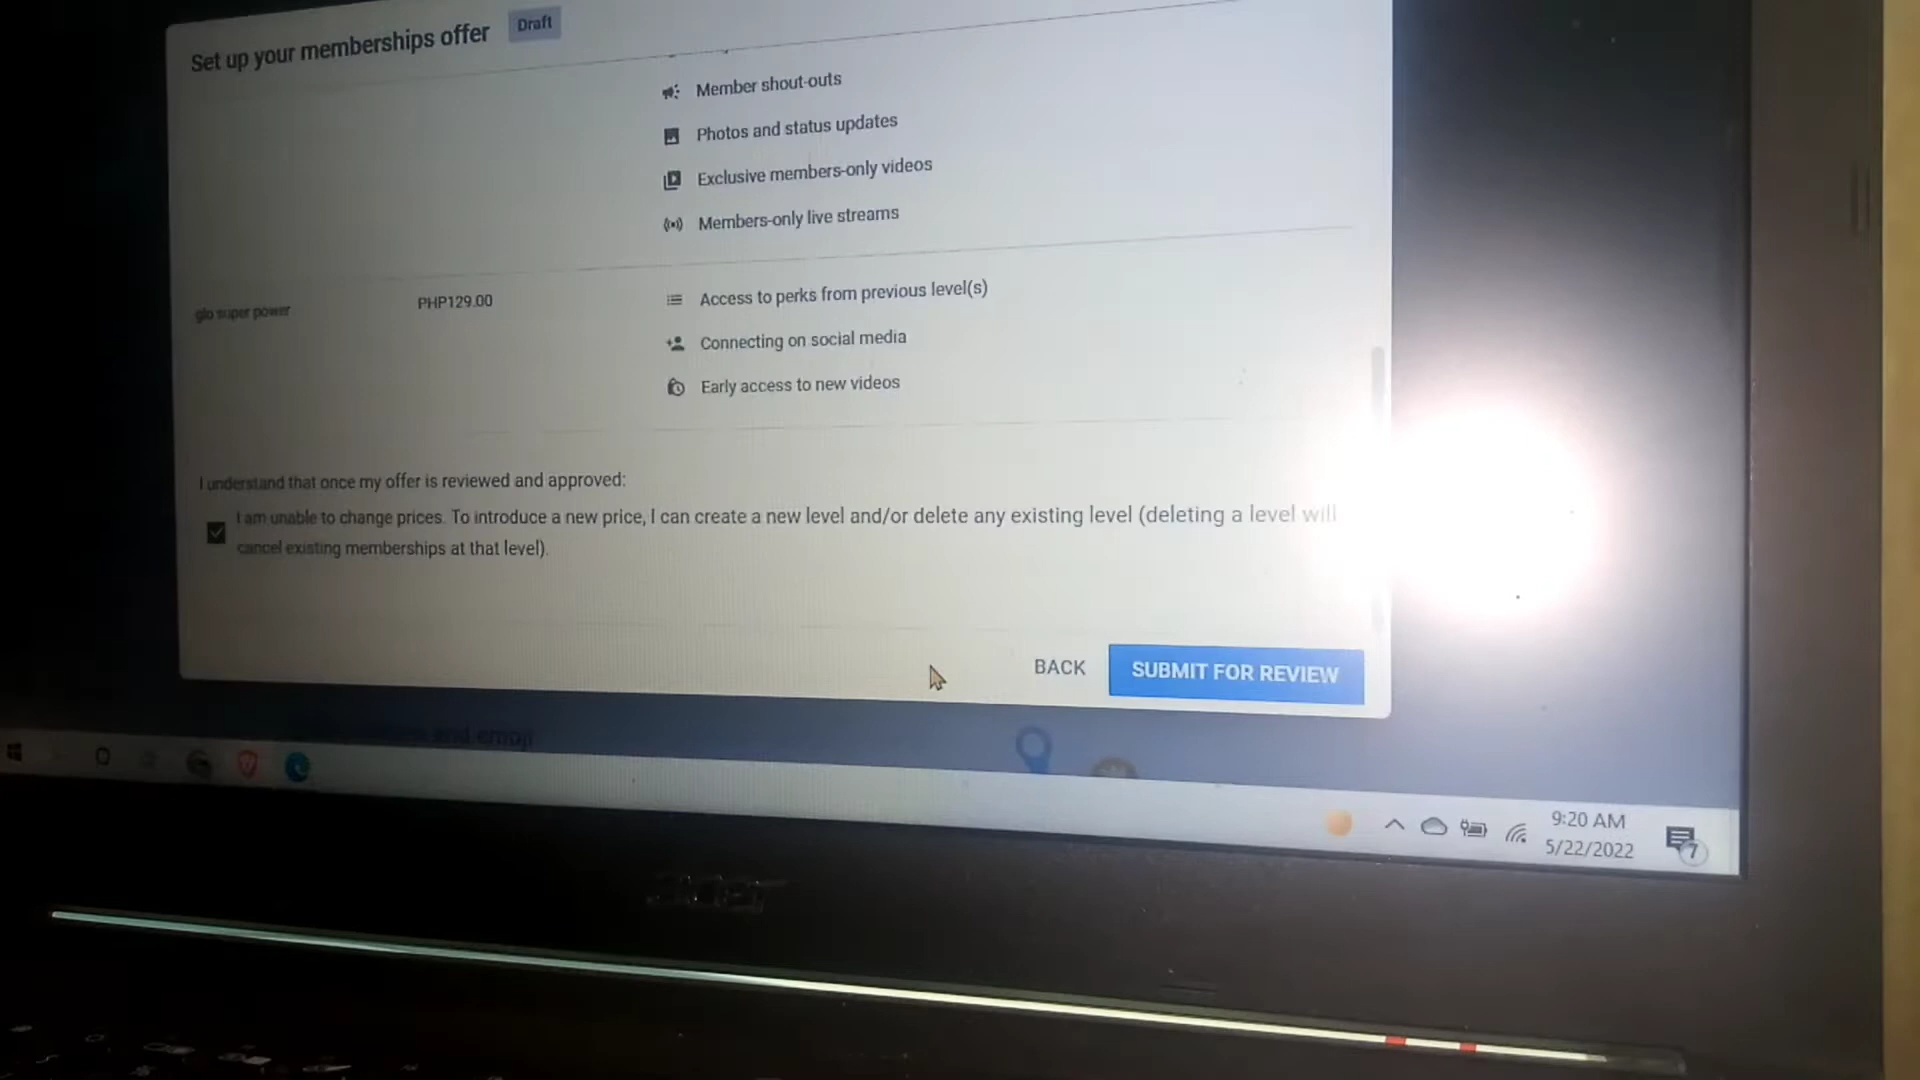 Set up your memberships offer Draft
Member shout-outs
Photos and status updates
Exclusive members-only videos
Members-only live streams
glo super power PHP129.00 Access to perks from previous level(s)
Connecting on social media
Early access to new videos
I understand that once my offer is reviewed and approved:
I am unable to change prices. To introduce a new price, I can create a new level and/or delete any existing level (deleting a level will
cancel existing memberships at that level).
BACK SUBMIT FOR REVIEW
and emoji
9:20 AM
5/22/2022
7
acer